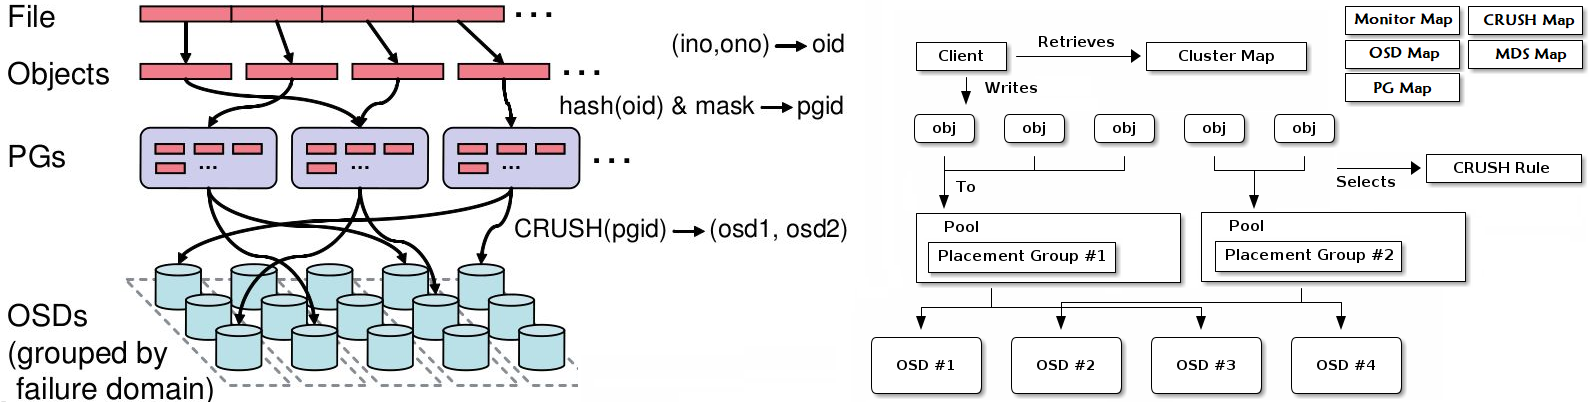 File
...
(ino,ono) → oid
Objects
...
hash(oid) & mask → pgid
PGs
...
...
...
...
CRUSH(pgid) → (osd1, osd2)
OSDs
(grouped by
failure domain)
Monitor Map
CRUSH Map
OSD Map
MDS Map
PG Map
Client
Retrieves
Cluster Map
Writes
obj
obj
obj
obj
obj
To
Selects
CRUSH Rule
Pool
Placement Group #1
Pool
Placement Group #2
OSD #1
OSD #2
OSD #3
OSD #4